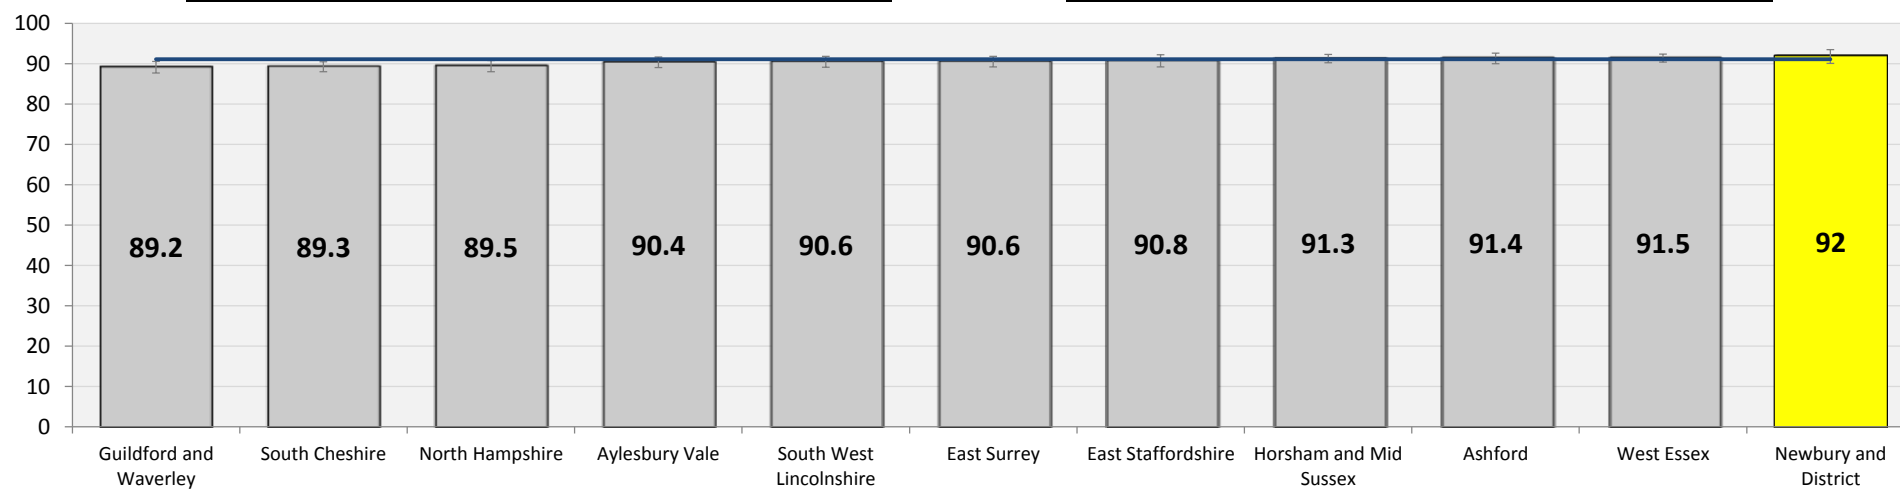 100
90
80
70
60
50
40
30
20
10
0
89.2
89.3
89.5
90.4
90.6
90.6
90.8
91.3
91.4
91.5
92
Guildford and
Waverley
South Cheshire
North Hampshire
Aylesbury Vale
South West
Lincolnshire
East Surrey
East Staffordshire
Horsham and Mid
Sussex
Ashford
West Essex
Newbury and
District